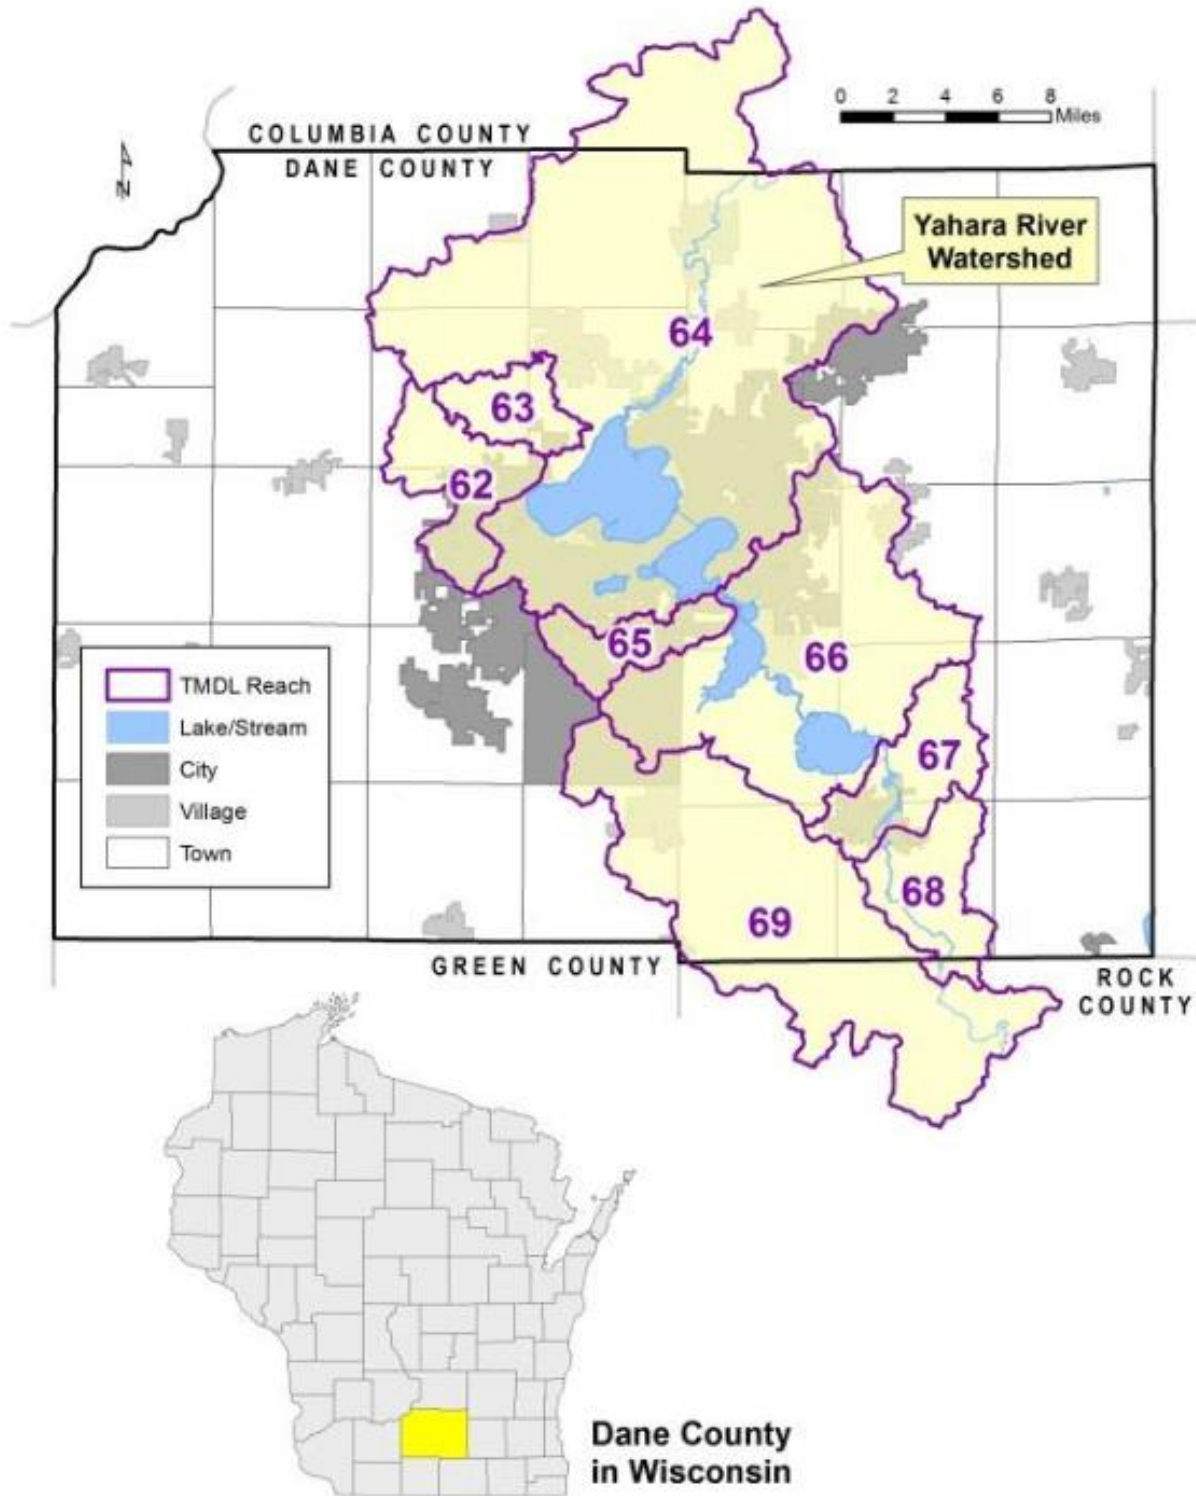 0 2 4 6 8
Miles
COLUMBIA COUNTY
DANE COUNTY
N
Yahara River
Watershed
64
63
62
65
66
67
68
69
TMDL Reach
Lake/Stream
City
Village
Town
GREEN COUNTY
ROCK
COUNTY
Dane County
in Wisconsin